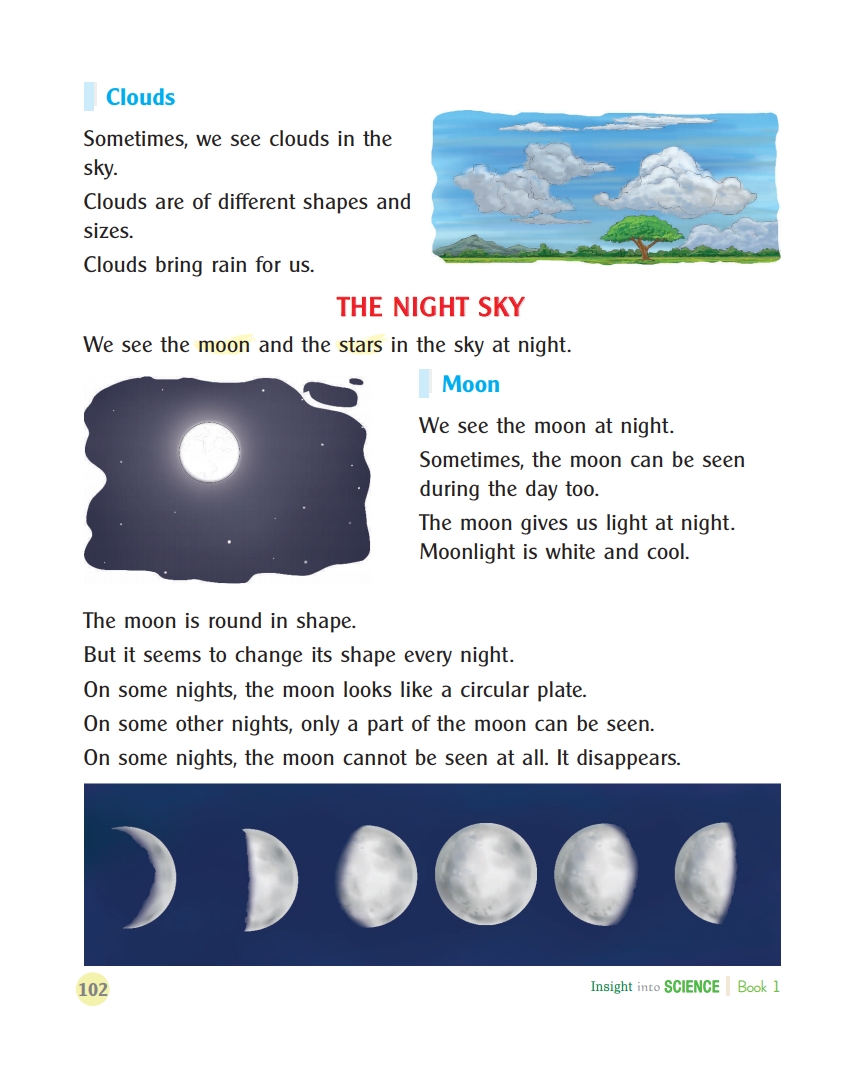 Clouds
Sometimes, we see clouds in the
sky.
Clouds are of different shapes and
sizes.
Clouds bring rain for us.
THE NIGHT SKY
We see the moon and the stars in the sky at night.
Moon
We see the moon at night.
Sometimes, the moon can be seen
during the day too.
The moon gives us light at night.
Moonlight is white and cool.
The moon is round in shape.
But it seems to change its shape every night.
On some nights, the moon looks like a circular plate.
On some other nights, only a part of the moon can be seen.
On some nights, the moon cannot be seen at all. It disappears.
102
Insight into SCIENCE Book 1